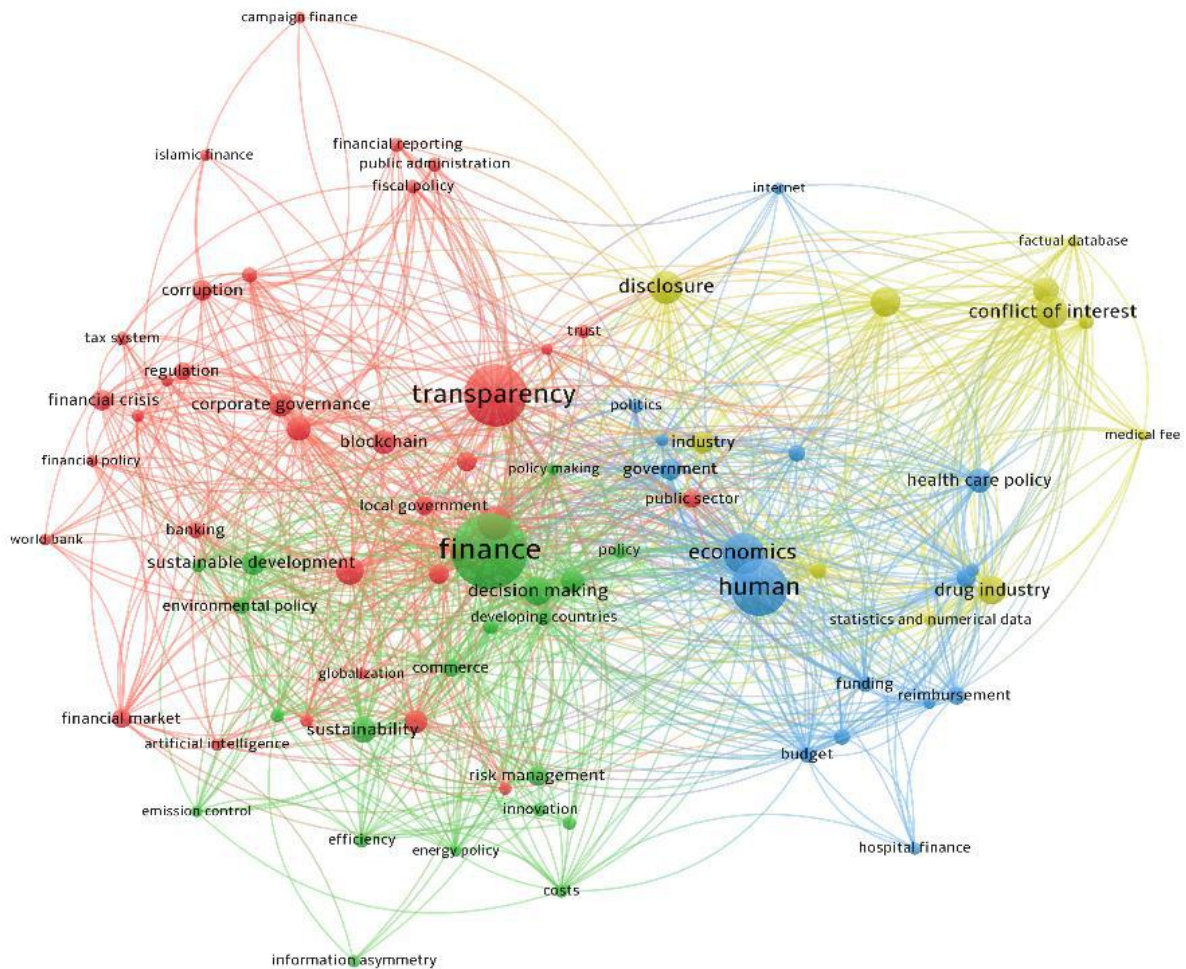 campaign finance
financial reporting
islamic finance
public administration
fiscal policy
internet
factual database
disclosure
corruption
conflict of interest
trust
tax system
regulation
transparency
financial crisis
corporate governance
politics
medical fee
blockchain
industry
financial policy
policy making
government
health care policy
public sector
local government
banking
world bank
finance
policy
economics
sustainable development
human
decision making
drug industry
environmental policy
developing countries
statistics and numerical data
commerce
globalization
funding
reimbursement
financial market
sustainability
artificial intelligence
budget
risk management
emission control
innovation
efficiency
energy policy
hospital finance
costs
information asymmetry